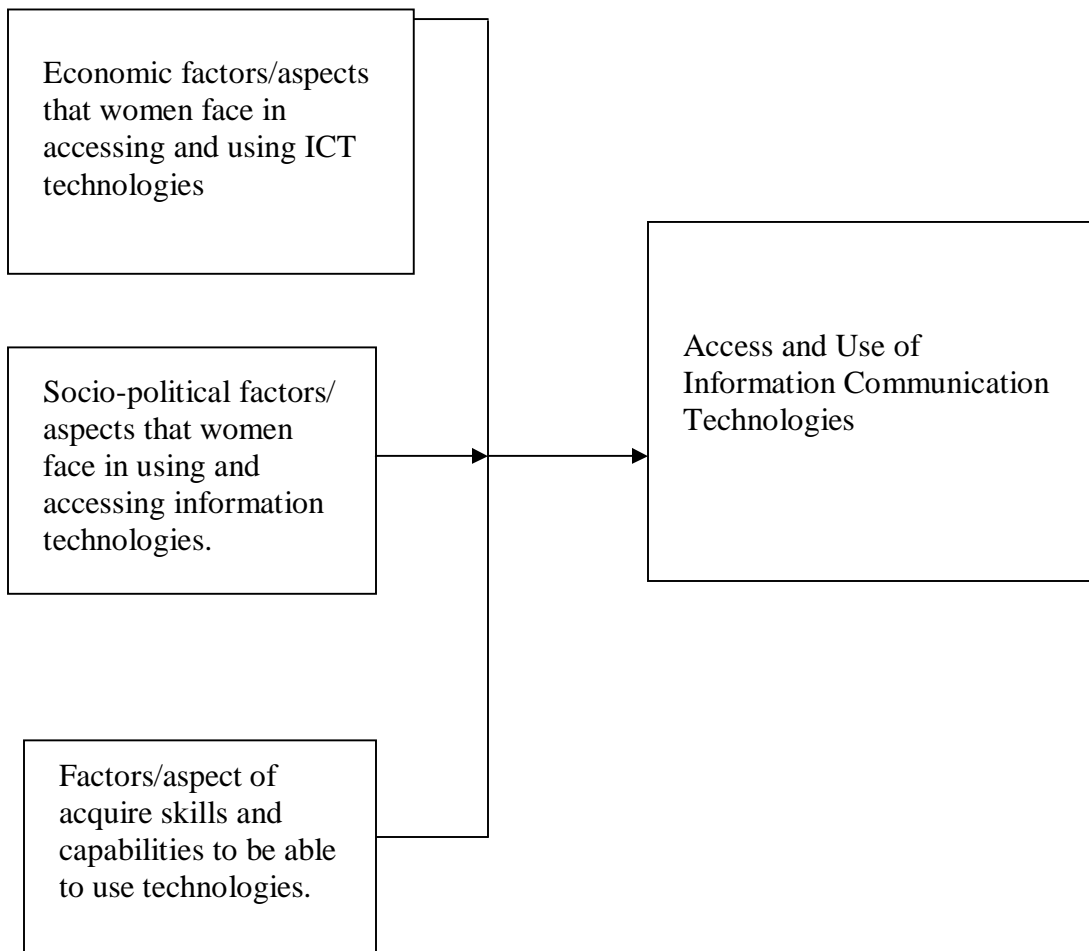 Economic factors/aspects
that women face in
accessing and using ICT
technologies
Socio-political factors/
aspects that women
face in using and
accessing information
technologies.
Factors/aspect of
acquire skills and
capabilities to be able
to use technologies.
Access and Use of
Information Communication
Technologies